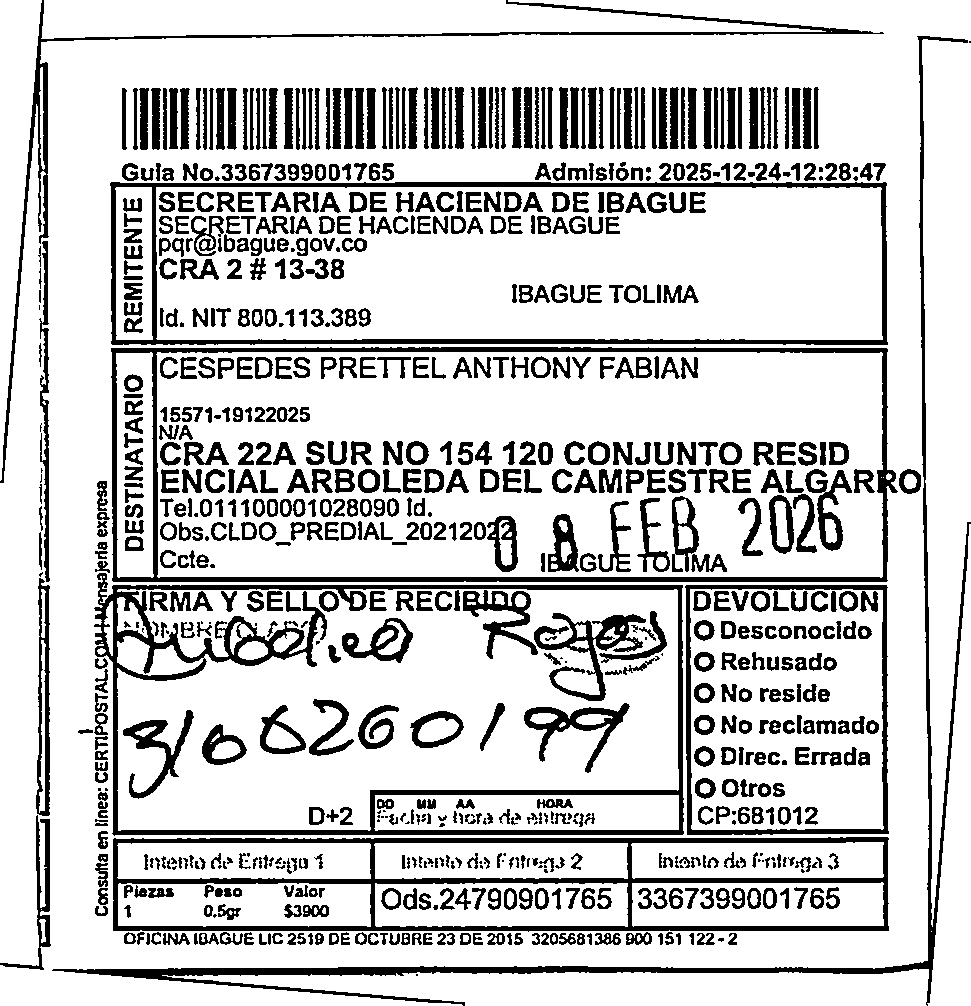 Guia No.3367399001765 Admisión: 2025-12-24-12:28:47
REMITENTE
SECRETARIA DE HACIENDA DE IBAGUE
SECRETARIA DE HACIENDA DE IBAGUE
pqr@ibague.gov.co
CRA 2 # 13-38
IBAGUE TOLIMA
Id. NIT 800.113.389
DESTINATARIO
CESPEDES PRETTEL ANTHONY FABIAN
15571-19122025
N/A
CRA 22A SUR NO 154 120 CONJUNTO RESID
ENCIAL ARBOLEDA DEL CAMPESTRE ALGARRO
Tel.011100001028090 Id.
Obs.CLDO_PREDIAL_20212022
08 FEB 2026
Ccte. IBAGUE TOLIMA
Consulta en línea: CERTIPOSTAL.COM | Mensajería expresa
FIRMA Y SELLO DE RECIBIDO
NOMBRE CLARO
Rojas
3160260199
D+2
DD MM AA HORA
Fecha y hora de entrega
DEVOLUCION
Desconocido
Rehusado
No reside
No reclamado
Direc. Errada
Otros
CP:681012
Intento de Entrega 1 Intento de Entrega 2 Intento de Entrega 3
Piezas Peso Valor
1 0.5gr $3900
Ods.24790901765 3367399001765
OFICINA IBAGUE LIC 2519 DE OCTUBRE 23 DE 2015 3205681386 900 151 122 - 2